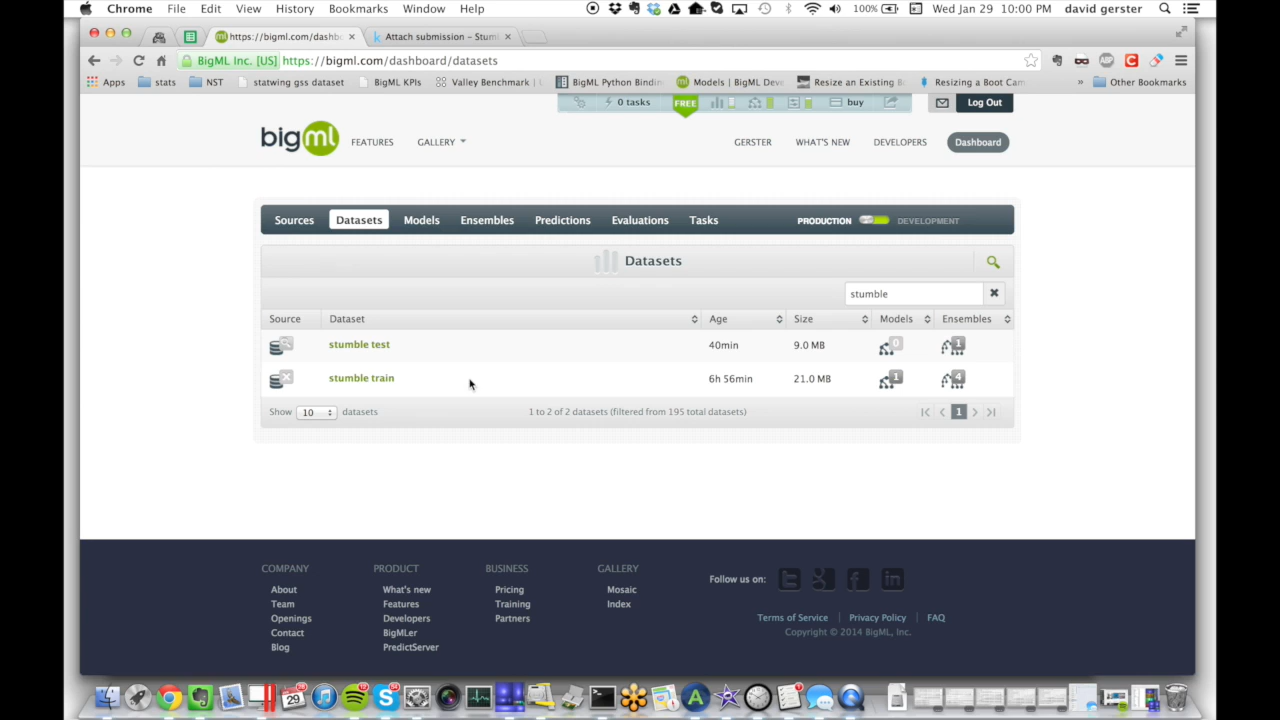 Chrome File Edit View History Bookmarks Window Help 100% Wed Jan 29 10:00 PM david gerster
https://bigml.com/dashb Attach submission – Stum
BigML Inc. [US] https://bigml.com/dashboard/datasets
Apps stats NST statwing gss dataset BigML KPIs Valley Benchmark BigML Python Bindin Models | BigML Deve Resize an Existing Bo Resizing a Boot Cam » Other Bookmarks
0 tasks FREE buy Log Out
bigml FEATURES GALLERY GERSTER WHAT'S NEW DEVELOPERS Dashboard
Sources Datasets Models Ensembles Predictions Evaluations Tasks PRODUCTION DEVELOPMENT
Datasets
stumble
Source Dataset Age Size Models Ensembles
stumble test 40min 9.0 MB 0 1
stumble train 6h 56min 21.0 MB 1 4
Show 10 datasets 1 to 2 of 2 datasets (filtered from 195 total datasets) 1
COMPANY PRODUCT BUSINESS GALLERY
About What's new Pricing Mosaic Follow us on:
Team Features Training Index
Openings Developers Partners Terms of Service | Privacy Policy | FAQ
Contact BigMLer Copyright © 2014 BigML, Inc.
Blog PredictServer